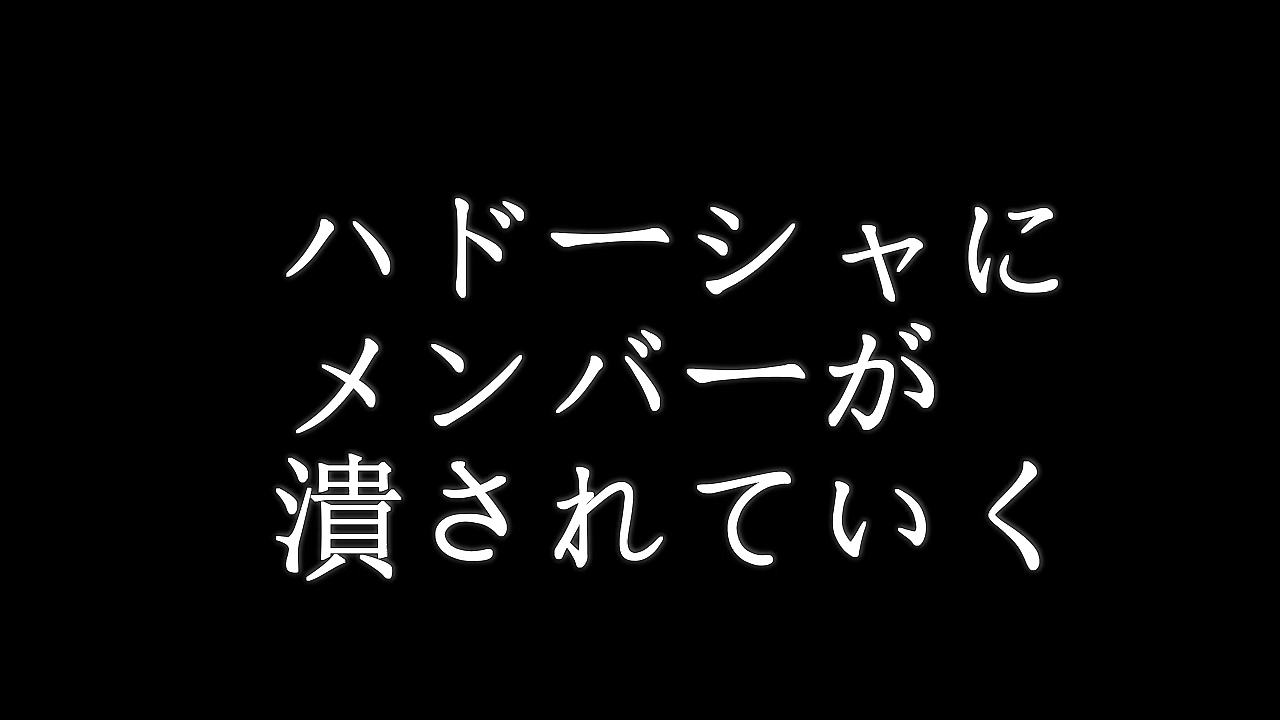 ハドーシャに
メンバーが
潰されていく